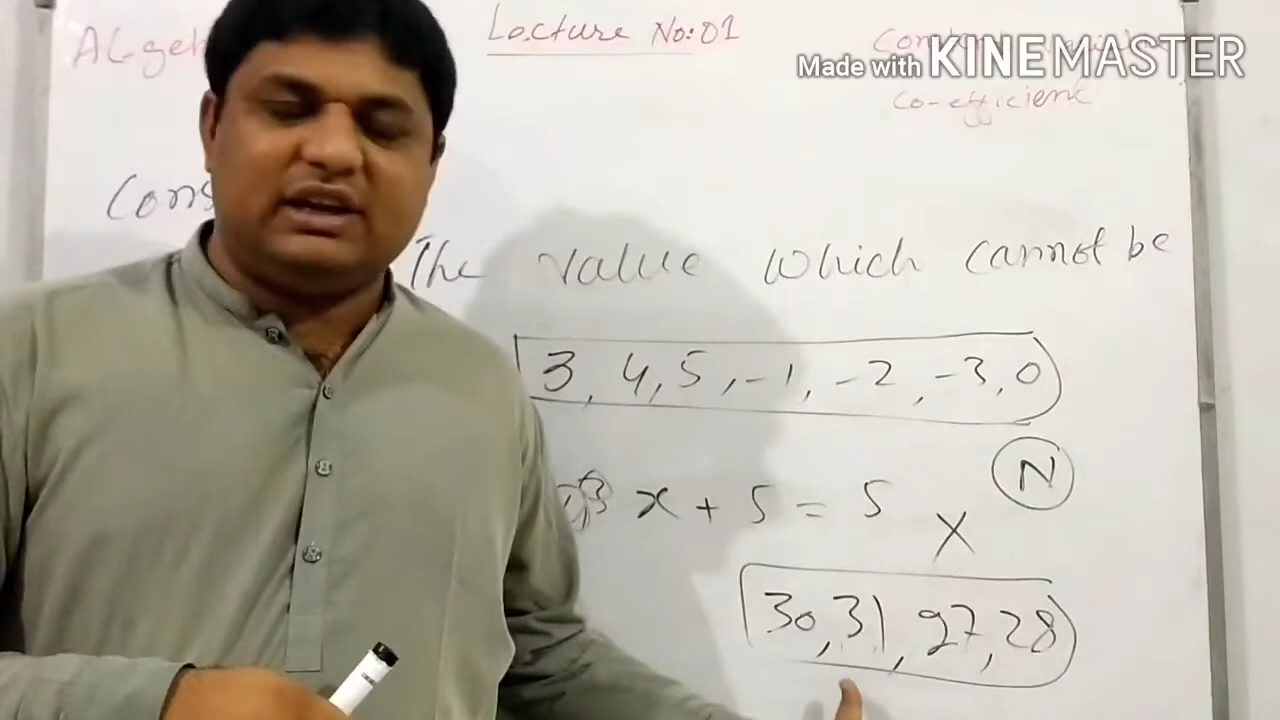 Lecture No:01
Made with KINEMASTER
co-efficient
The value which cannot be
3, 4, 5, -1, -2, -3, 0
N
x + 5 = 5 X
30, 31, 27, 28